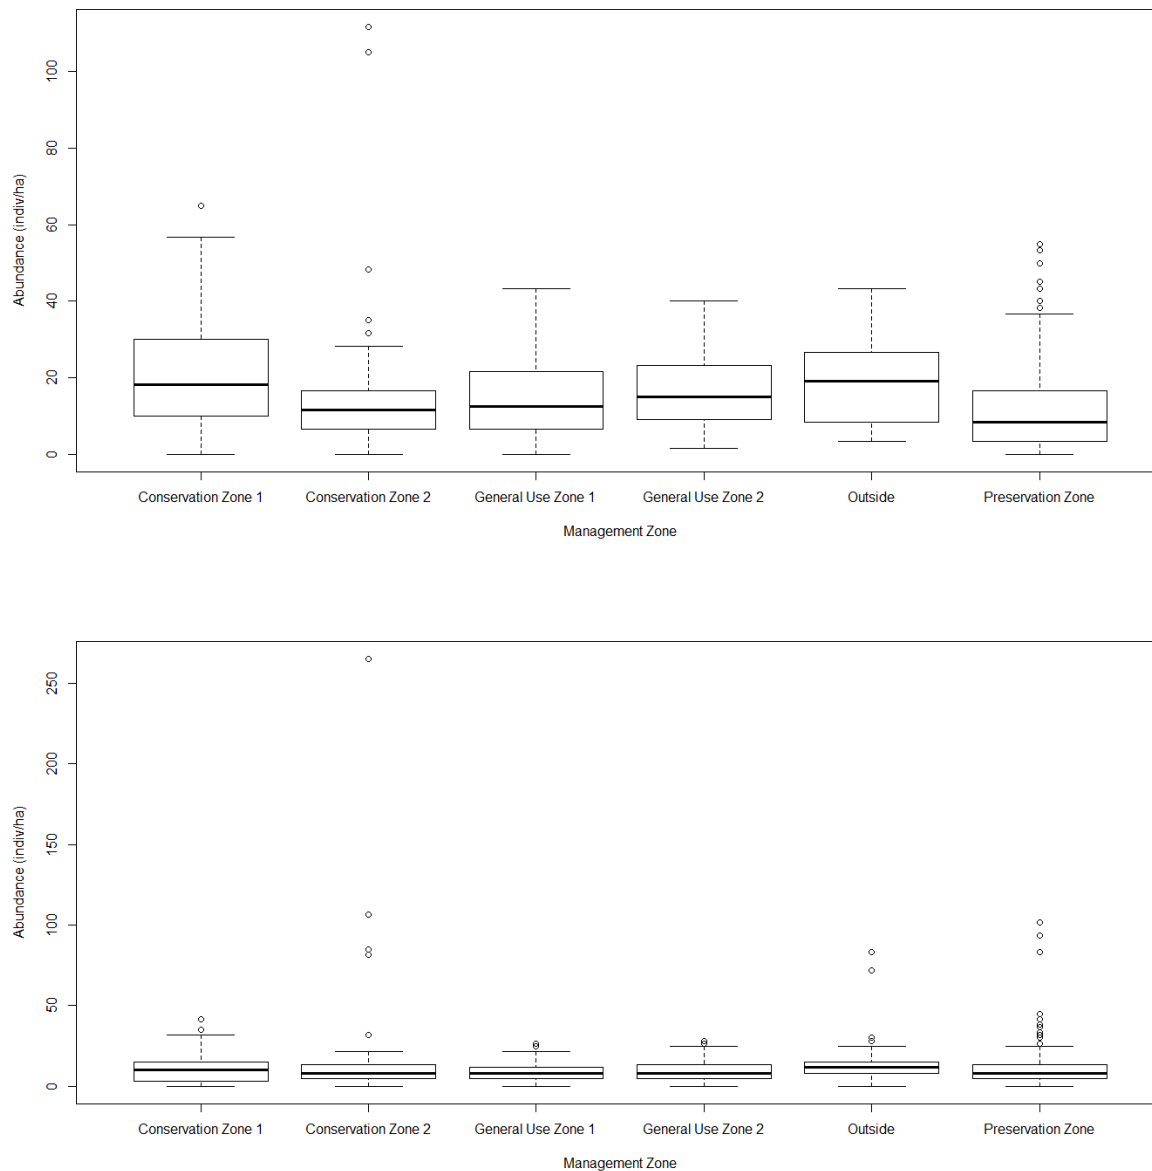 Abundance (indiv/ha)
100
80
60
40
20
0
Conservation Zone 1
Conservation Zone 2
General Use Zone 1
General Use Zone 2
Outside
Preservation Zone
Management Zone
Abundance (indiv/ha)
250
200
150
100
50
0
Conservation Zone 1
Conservation Zone 2
General Use Zone 1
General Use Zone 2
Outside
Preservation Zone
Management Zone